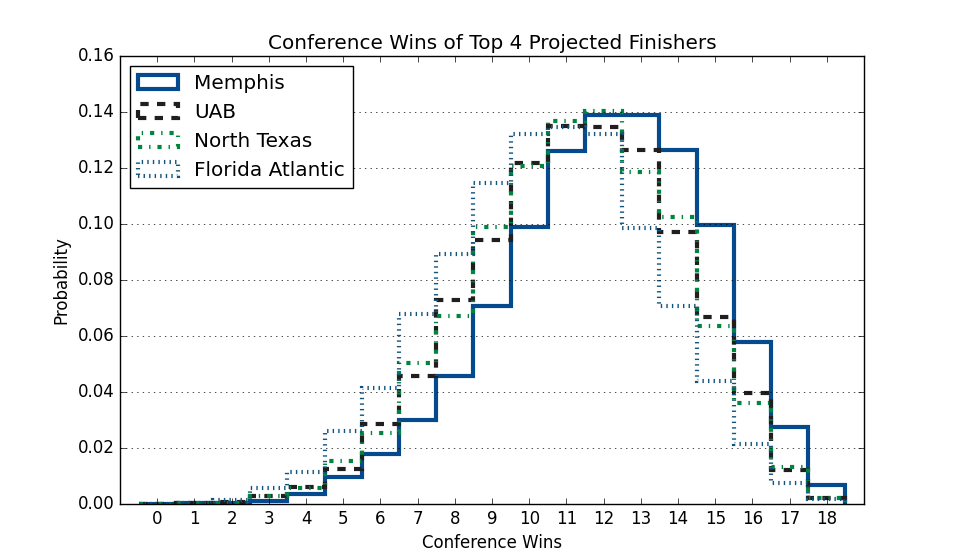 Conference Wins of Top 4 Projected Finishers
0.16
0.14
0.12
0.10
0.08
0.06
0.04
0.02
0.00
Probability
Memphis
UAB
North Texas
Florida Atlantic
0 1 2 3 4 5 6 7 8 9 10 11 12 13 14 15 16 17 18
Conference Wins